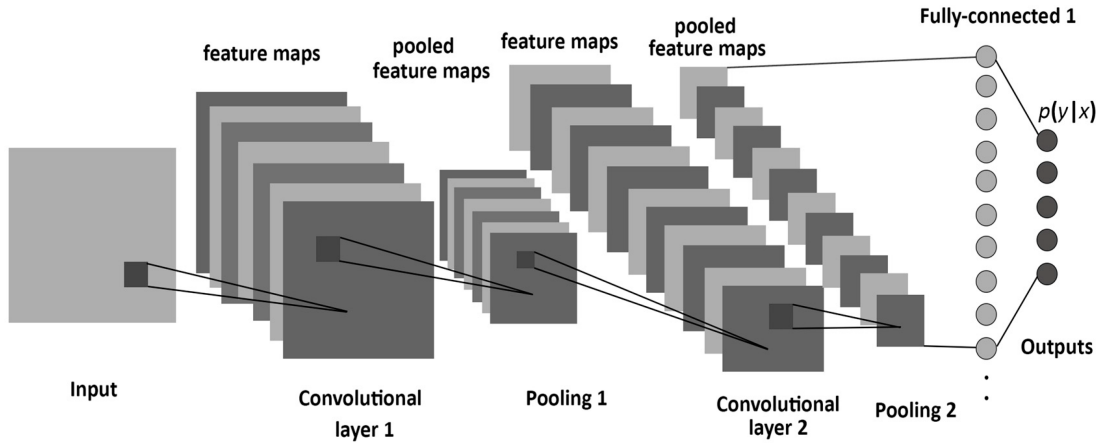 Fully-connected 1
feature maps
pooled
feature maps
feature maps
pooled
feature maps
p(y|x)
Input
Convolutional
layer 1
Pooling 1
Convolutional
layer 2
Pooling 2
Outputs